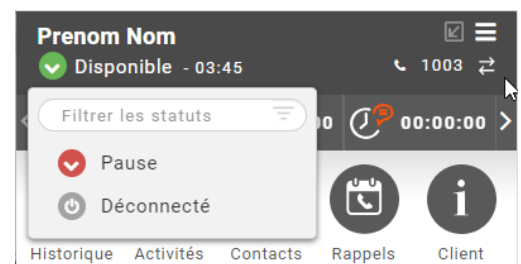 Prenom Nom
Disponible - 03:45
1003
Filtrer les statuts
00:00:00
Pause
Déconnecté
Historique Activités Contacts Rappels Client